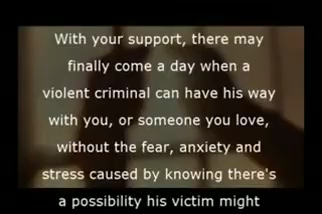 With your support, there may
finally come a day when a
violent criminal can have his way
with you, or someone you love,
without the fear, anxiety and
stress caused by knowing there's
a possibility his victim might